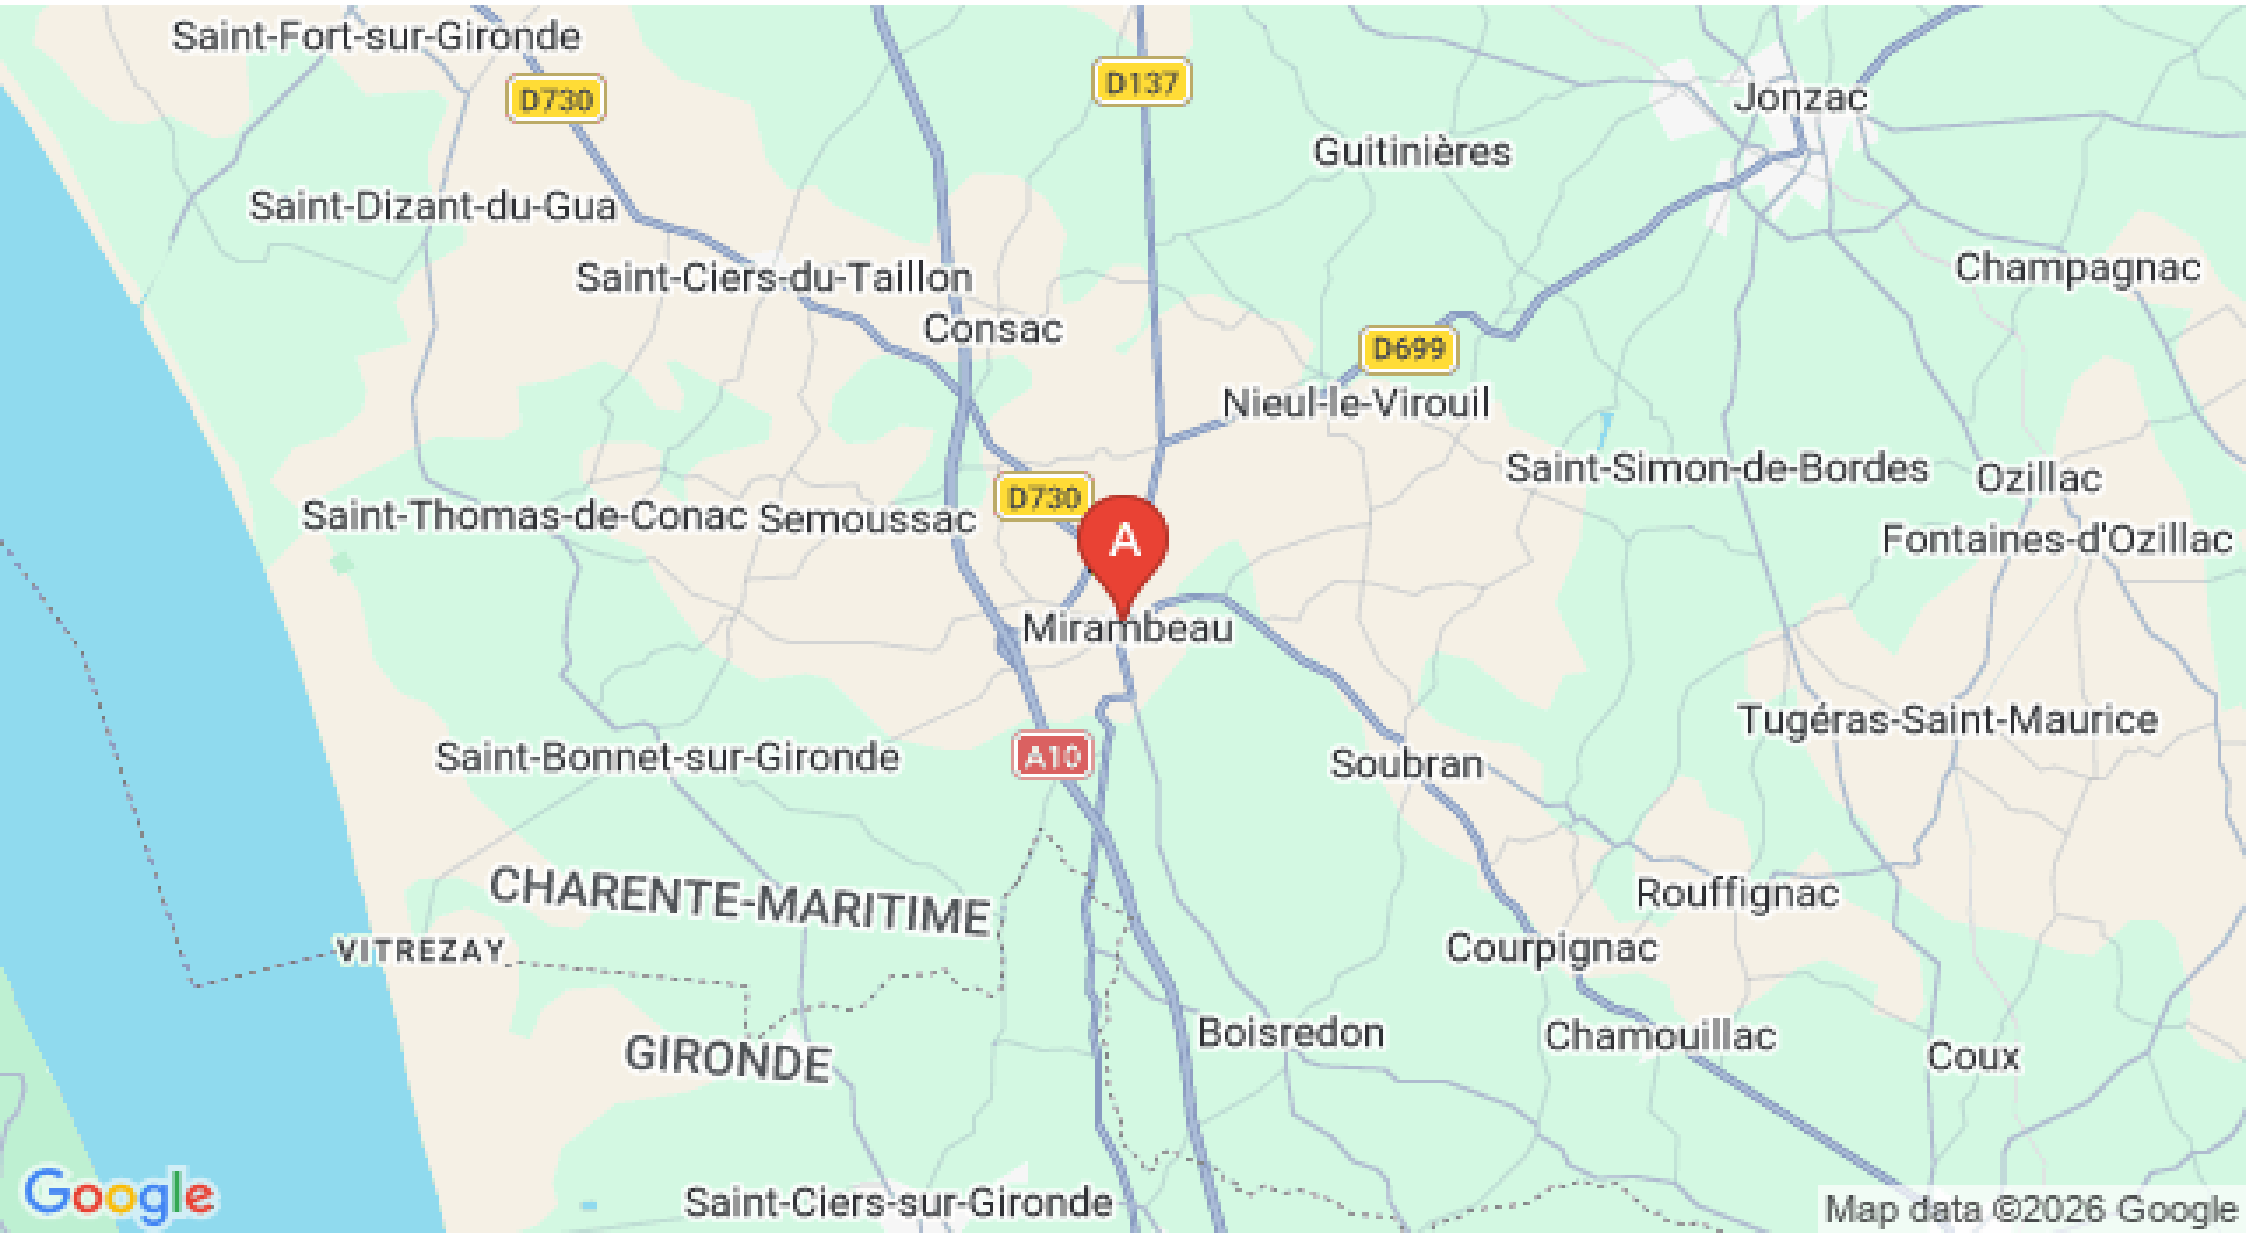 Saint-Fort-sur-Gironde
D730
D137
Jonzac
Guitinières
Saint-Dizant-du-Gua
Saint-Ciers-du-Taillon
Champagnac
Consac
D699
Nieul-le-Virouil
Saint-Simon-de-Bordes
Ozillac
D730
Saint-Thomas-de-Conac
Semoussac
A
Fontaines-d'Ozillac
Mirambeau
Tugéras-Saint-Maurice
Saint-Bonnet-sur-Gironde
A10
Soubran
CHARENTE-MARITIME
Rouffignac
VITREZAY
Courpignac
GIRONDE
Boisredon
Chamouillac
Coux
Google
Saint-Ciers-sur-Gironde
Map data ©2026 Google